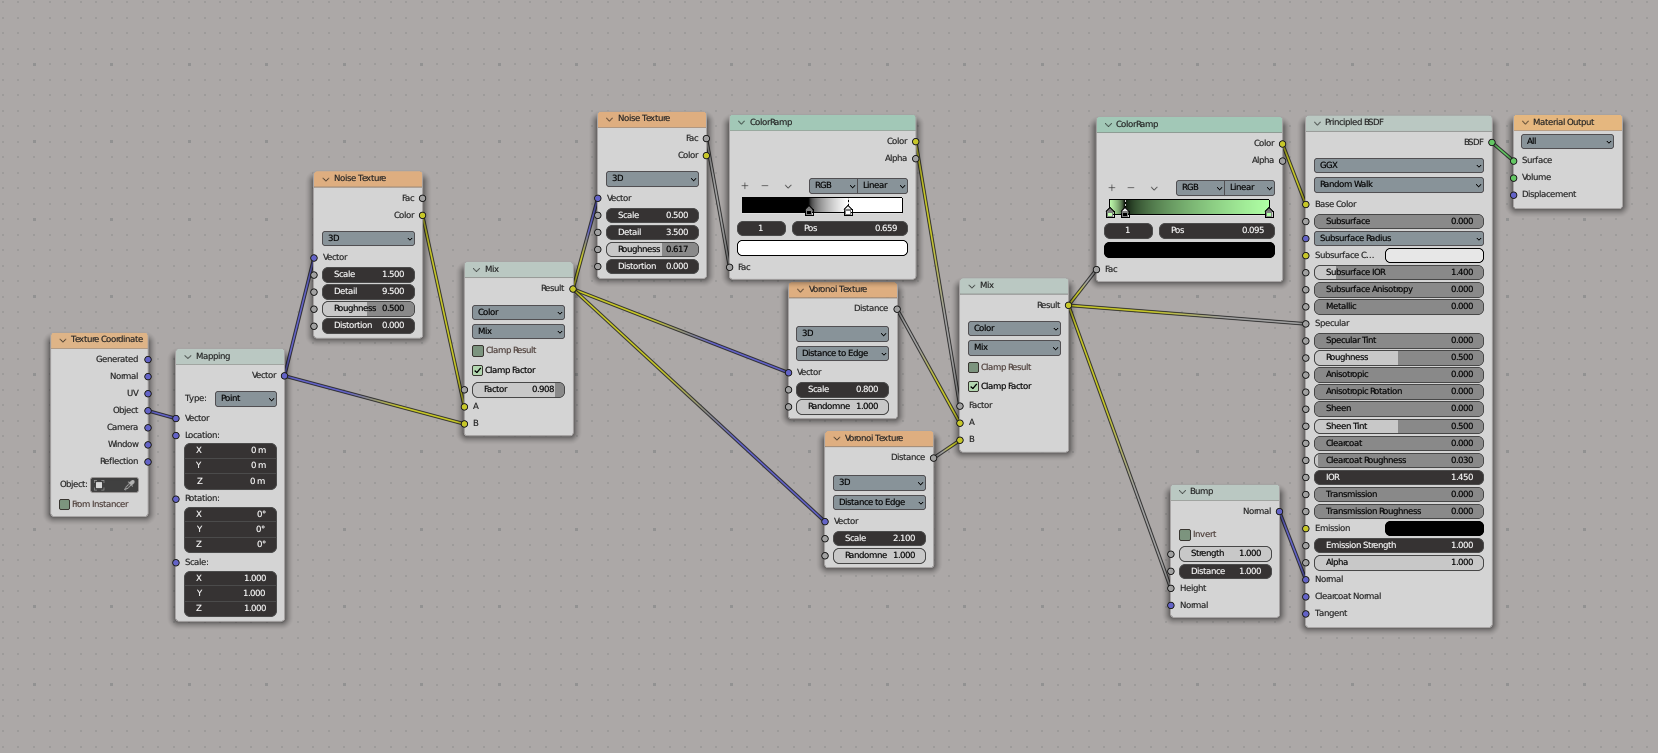 Texture Coordinate
Generated
Normal
UV
Object
Camera
Window
Reflection
Object:
From Instancer
Mapping
Vector
Type: Point
Vector
Location:
X 0 m
Y 0 m
Z 0 m
Rotation:
X 0°
Y 0°
Z 0°
Scale:
X 1.000
Y 1.000
Z 1.000
Noise Texture
Fac
Color
3D
Vector
Scale 1.500
Detail 9.500
Roughness 0.500
Distortion 0.000
Mix
Result
Color
Mix
Clamp Result
Clamp Factor
Factor 0.908
A
B
Noise Texture
Fac
Color
3D
Vector
Scale 0.500
Detail 3.500
Roughness 0.617
Distortion 0.000
ColorRamp
Color
Alpha
+ − RGB Linear
1 Pos 0.659
Fac
Voronoi Texture
Distance
3D
Distance to Edge
Vector
Scale 0.800
Randomne 1.000
Voronoi Texture
Distance
3D
Distance to Edge
Vector
Scale 2.100
Randomne 1.000
Mix
Result
Color
Mix
Clamp Result
Clamp Factor
Factor
A
B
ColorRamp
Color
Alpha
+ − RGB Linear
1 Pos 0.095
Fac
Bump
Normal
Invert
Strength 1.000
Distance 1.000
Height
Normal
Principled BSDF
BSDF
GGX
Random Walk
Base Color
Subsurface 0.000
Subsurface Radius
Subsurface C...
Subsurface IOR 1.400
Subsurface Anisotropy 0.000
Metallic 0.000
Specular
Specular Tint 0.000
Roughness 0.500
Anisotropic 0.000
Anisotropic Rotation 0.000
Sheen 0.000
Sheen Tint 0.500
Clearcoat 0.000
Clearcoat Roughness 0.030
IOR 1.450
Transmission 0.000
Transmission Roughness 0.000
Emission
Emission Strength 1.000
Alpha 1.000
Normal
Clearcoat Normal
Tangent
Material Output
All
Surface
Volume
Displacement